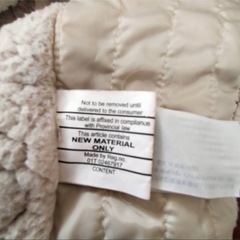 Not to be removed until
delivered to the consumer
This label is affixed in compliance
with Provincial law
This article contains
NEW MATERIAL
ONLY
Made by Reg.no.
CONTENT